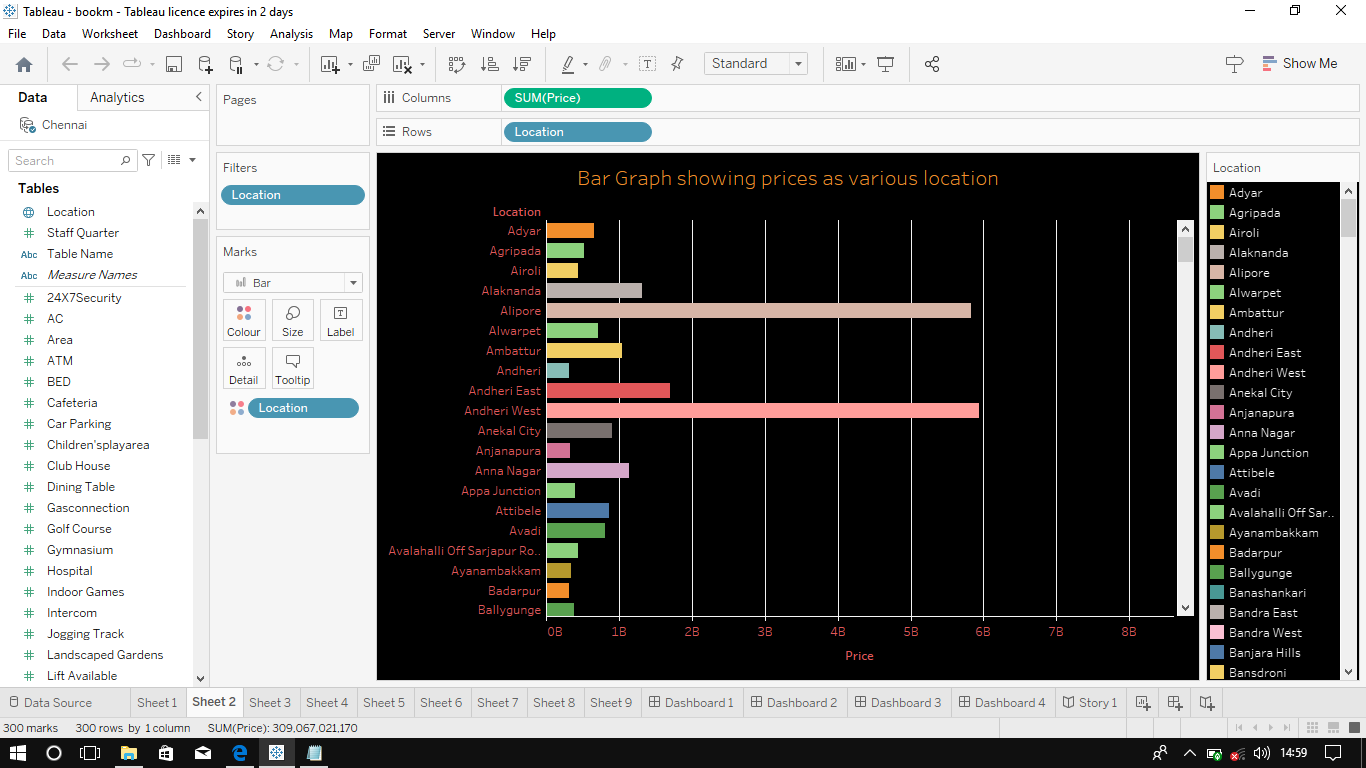 Tableau - bookm - Tableau licence expires in 2 days
File Data Worksheet Dashboard Story Analysis Map Format Server Window Help
Standard
Show Me
Data Analytics
Chennai
Search
Tables
Location
Staff Quarter
Abc Table Name
Abc Measure Names
24X7Security
AC
Area
ATM
BED
Cafeteria
Car Parking
Children'splayarea
Club House
Dining Table
Gasconnection
Golf Course
Gymnasium
Hospital
Indoor Games
Intercom
Jogging Track
Landscaped Gardens
Lift Available
Pages
Filters
Location
Marks
Bar
Colour Size Label
Detail Tooltip
Location
Columns SUM(Price)
Rows Location
Bar Graph showing prices as various location
Location
Adyar
Agripada
Airoli
Alaknanda
Alipore
Alwarpet
Ambattur
Andheri
Andheri East
Andheri West
Anekal City
Anjanapura
Anna Nagar
Appa Junction
Attibele
Avadi
Avalahalli Off Sarjapur Ro..
Ayanambakkam
Badarpur
Ballygunge
0B 1B 2B 3B 4B 5B 6B 7B 8B
Price
Location
Adyar
Agripada
Airoli
Alaknanda
Alipore
Alwarpet
Ambattur
Andheri
Andheri East
Andheri West
Anekal City
Anjanapura
Anna Nagar
Appa Junction
Attibele
Avadi
Avalahalli Off Sar..
Ayanambakkam
Badarpur
Ballygunge
Banashankari
Bandra East
Bandra West
Banjara Hills
Bansdroni
Data Source Sheet 1 Sheet 2 Sheet 3 Sheet 4 Sheet 5 Sheet 6 Sheet 7 Sheet 8 Sheet 9 Dashboard 1 Dashboard 2 Dashboard 3 Dashboard 4 Story 1
300 marks 300 rows by 1 column SUM(Price): 309,067,021,170
14:59